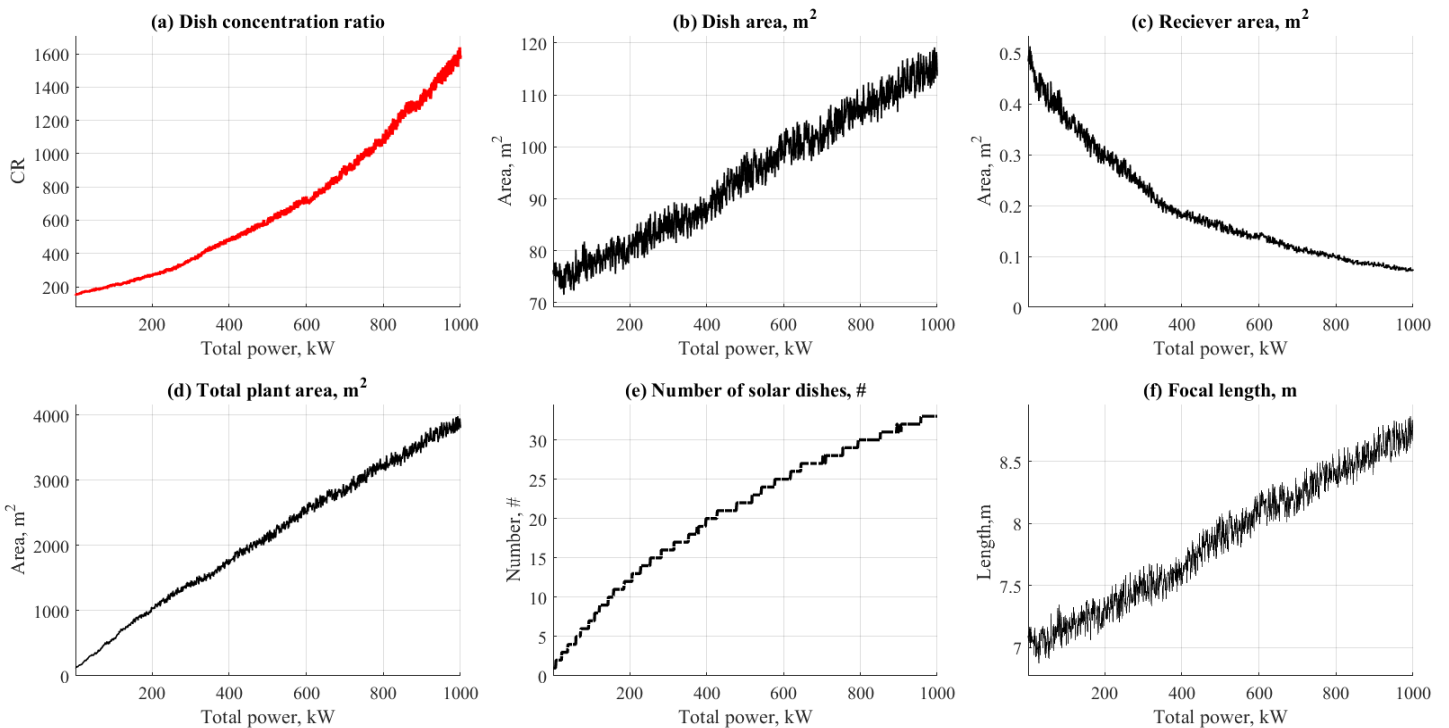 (a) Dish concentration ratio
CR
1600
1400
1200
1000
800
600
400
200
200 400 600 800 1000
Total power, kW
(b) Dish area, m²
Area, m²
120
110
100
90
80
70
200 400 600 800 1000
Total power, kW
(c) Reciever area, m²
Area, m²
0.5
0.4
0.3
0.2
0.1
0
200 400 600 800 1000
Total power, kW
(d) Total plant area, m²
Area, m²
4000
3000
2000
1000
0
200 400 600 800 1000
Total power, kW
(e) Number of solar dishes, #
Number, #
30
25
20
15
10
5
0
200 400 600 800 1000
Total power, kW
(f) Focal length, m
Length,m
8.5
8
7.5
7
200 400 600 800 1000
Total power, kW